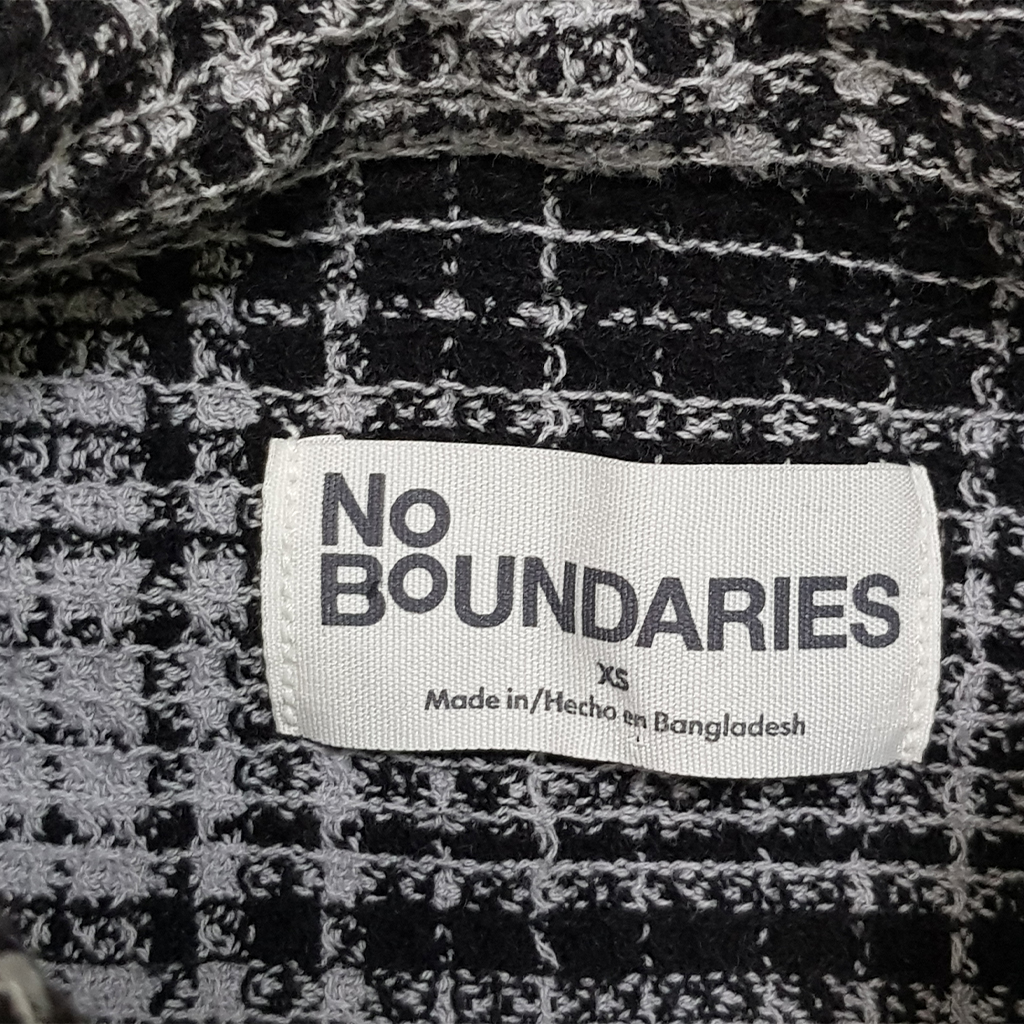 No
BoUNDARIES
XS
Made in/Hecho en Bangladesh